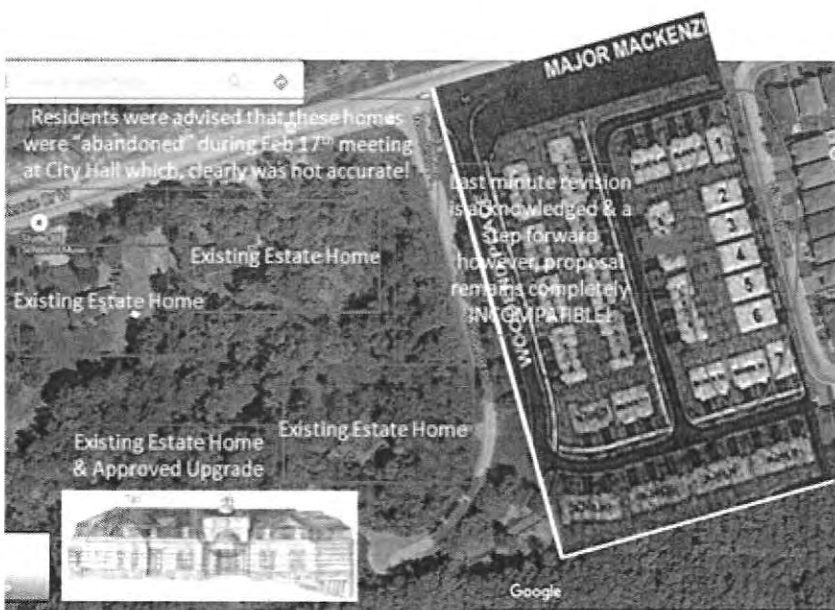 MAJOR MACKENZI
Residents were advised that these homes
were "abandoned" during Feb 17th meeting
at City Hall which, clearly was not accurate!
Last minute revision
is acknowledged & a
step forward
however, proposal
remains completely
INCOMPATIBLE!
Existing Estate Home
Existing Estate Home
Existing Estate Home
& Approved Upgrade
Existing Estate Home
1
2
3
4
5
6
7
Google